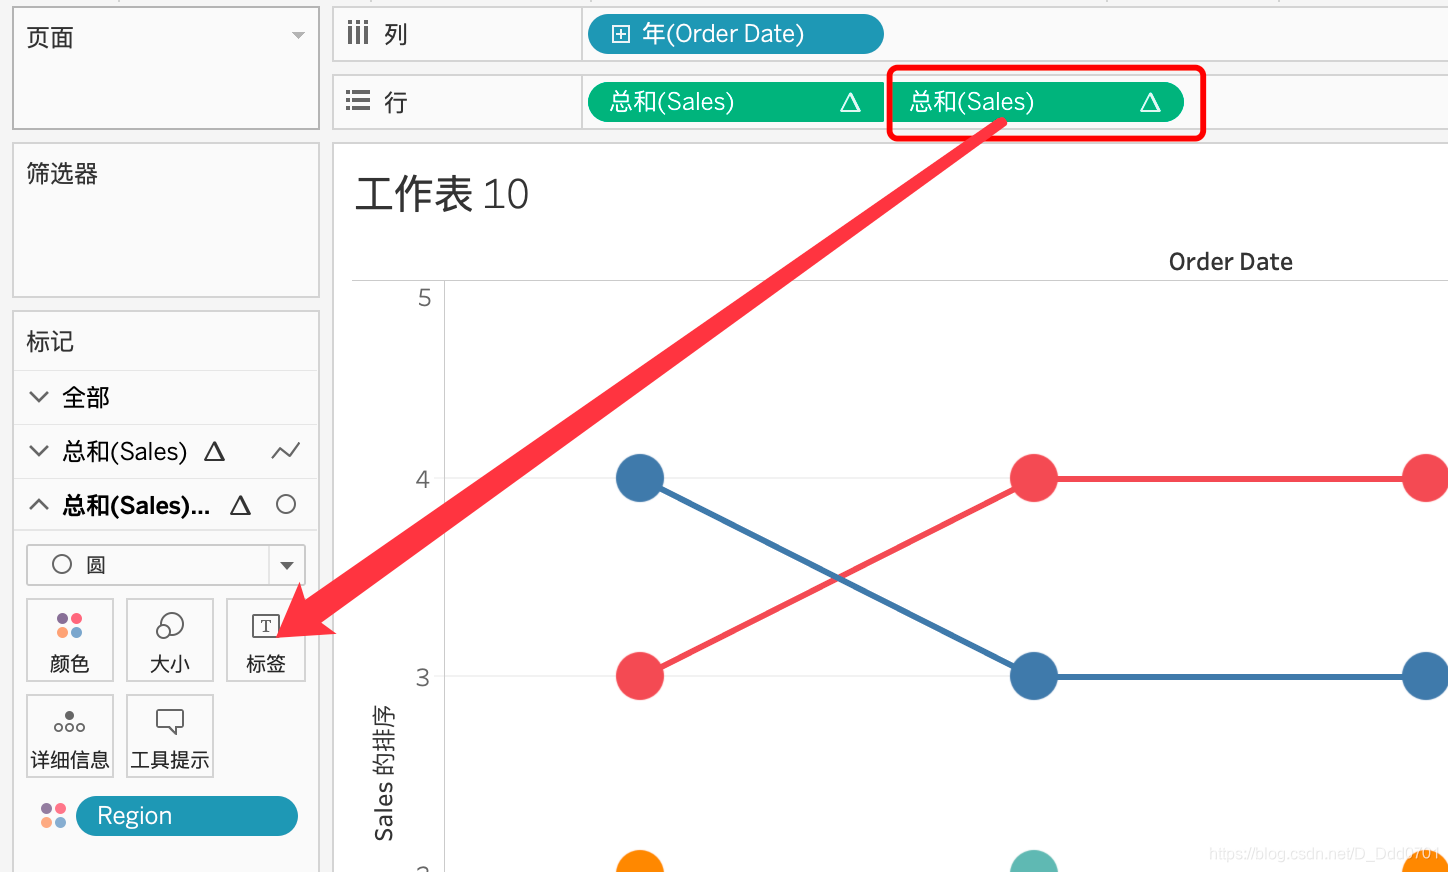 页面
列
年(Order Date)
行
总和(Sales)
总和(Sales)
筛选器
工作表 10
Order Date
5
4
3
Sales 的排序
标记
全部
总和(Sales)
总和(Sales)...
圆
颜色
大小
T
标签
详细信息
工具提示
Region
https://blog.csdn.net/D_Ddd0701